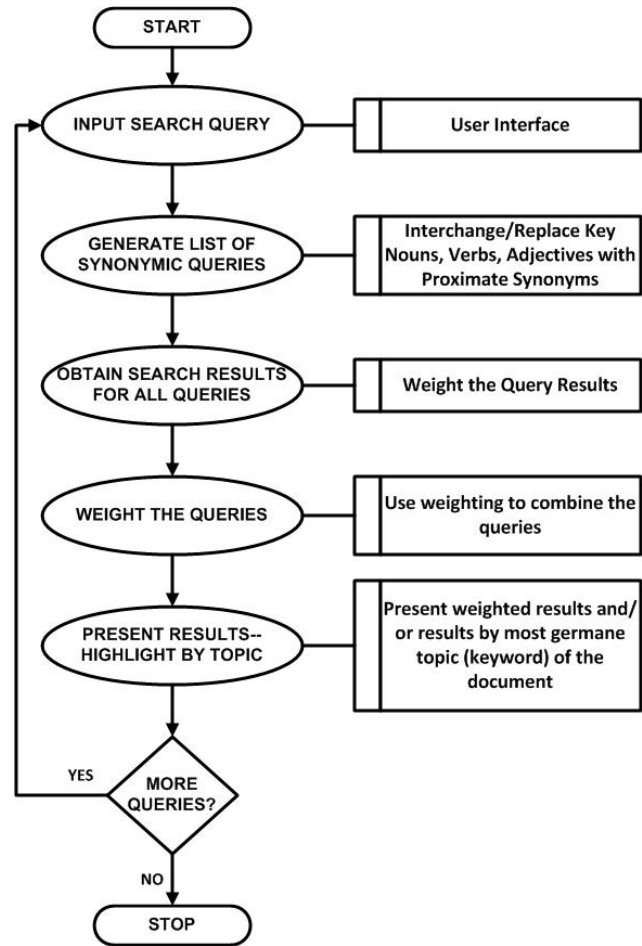 START
INPUT SEARCH QUERY
User Interface
GENERATE LIST OF
SYNONYMIC QUERIES
Interchange/Replace Key
Nouns, Verbs, Adjectives with
Proximate Synonyms
OBTAIN SEARCH RESULTS
FOR ALL QUERIES
Weight the Query Results
WEIGHT THE QUERIES
Use weighting to combine the
queries
PRESENT RESULTS--
HIGHLIGHT BY TOPIC
Present weighted results and/
or results by most germane
topic (keyword) of the
document
YES
MORE
QUERIES?
NO
STOP